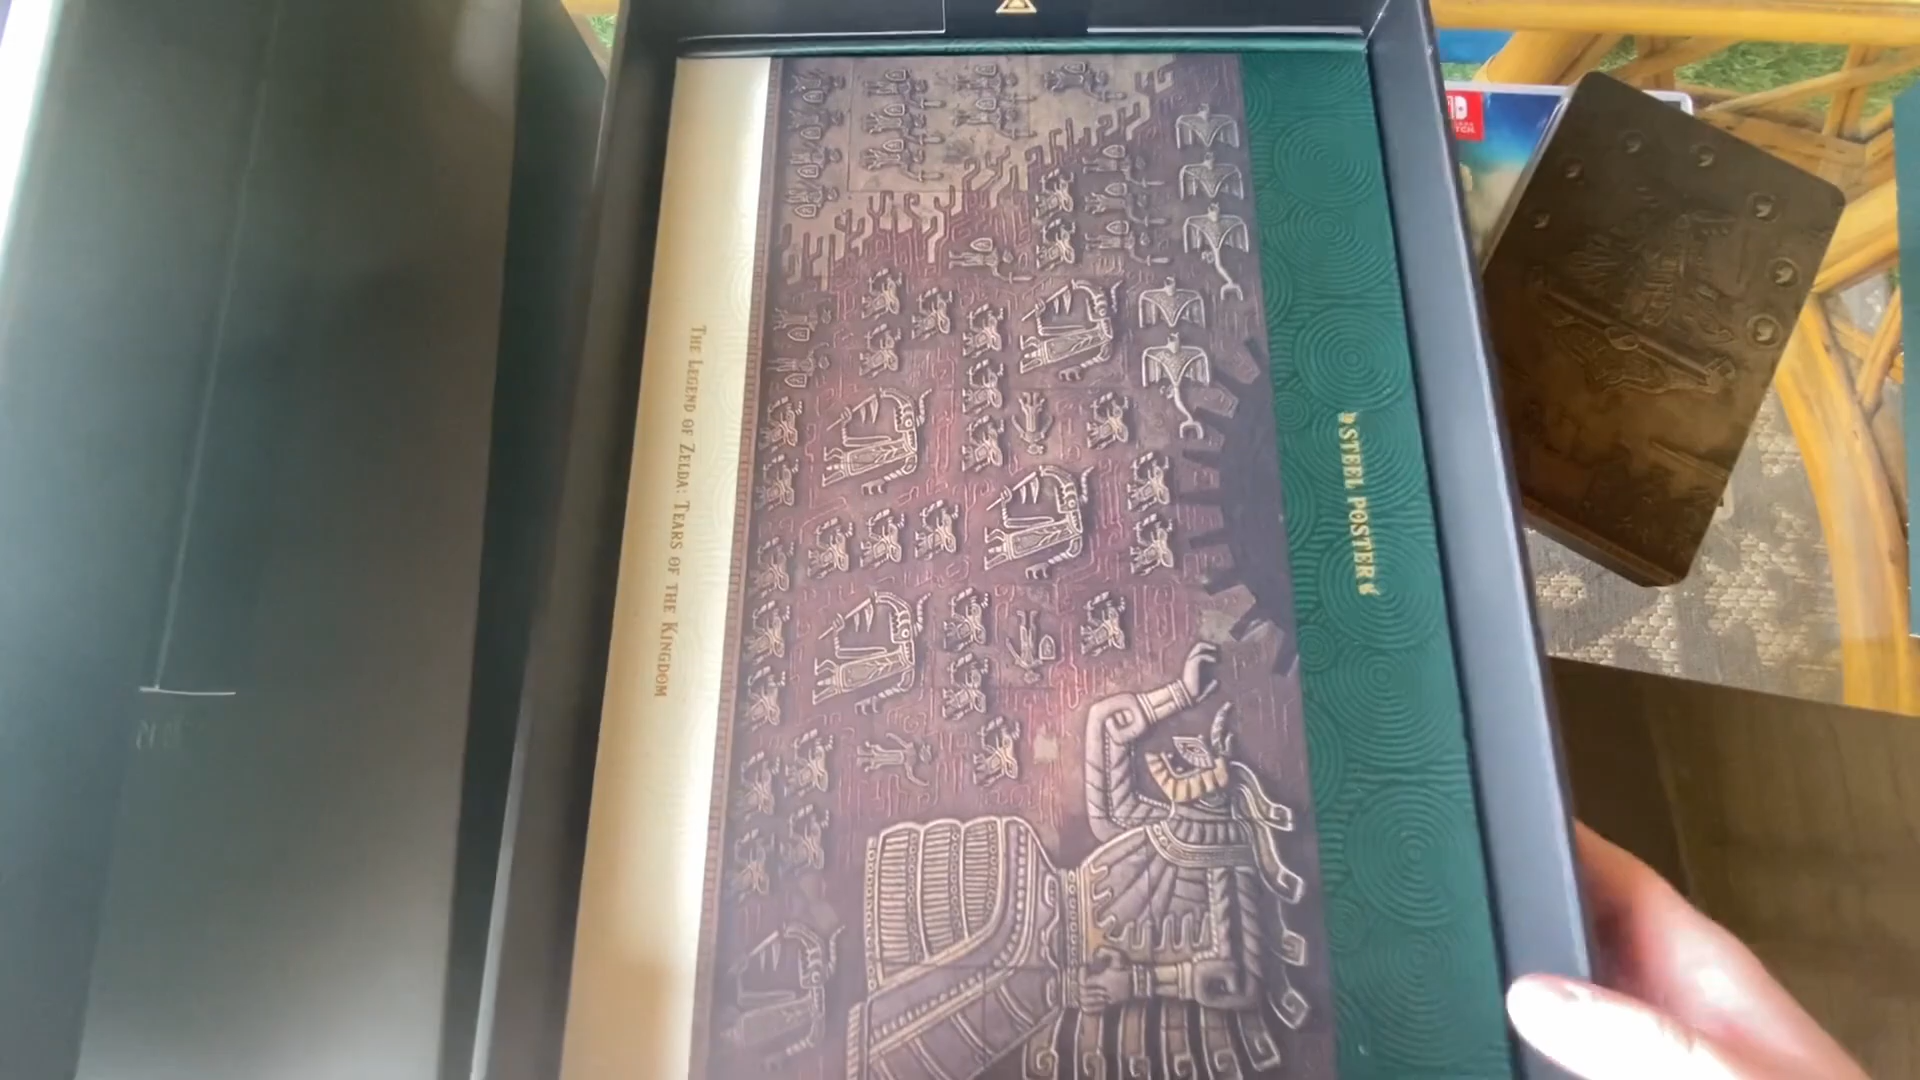 THE LEGEND OF ZELDA: TEARS OF THE KINGDOM
STEEL POSTER